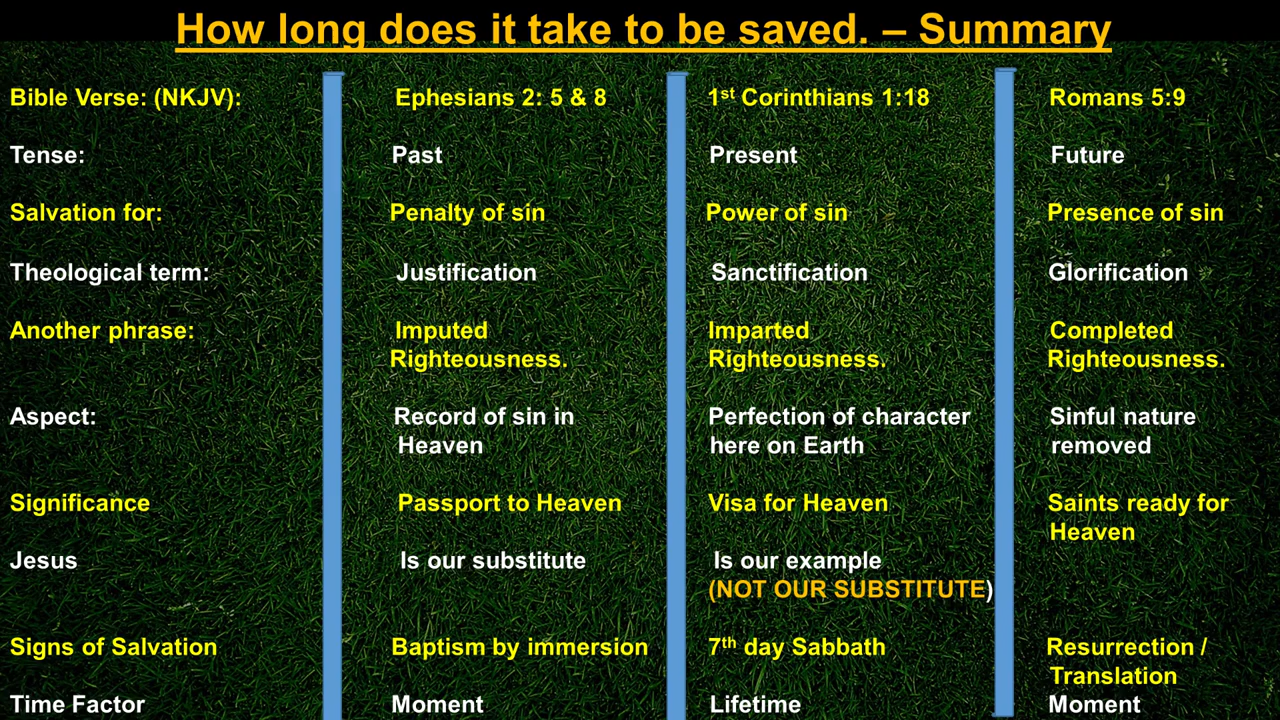 How long does it take to be saved. – Summary
Bible Verse: (NKJV): Ephesians 2: 5 & 8 1st Corinthians 1:18 Romans 5:9
Tense: Past Present Future
Salvation for: Penalty of sin Power of sin Presence of sin
Theological term: Justification Sanctification Glorification
Another phrase: Imputed Imparted Completed
Righteousness. Righteousness. Righteousness.
Aspect: Record of sin in Perfection of character Sinful nature
Heaven here on Earth removed
Significance Passport to Heaven Visa for Heaven Saints ready for
Heaven
Jesus Is our substitute Is our example
(NOT OUR SUBSTITUTE)
Signs of Salvation Baptism by immersion 7th day Sabbath Resurrection /
Translation
Time Factor Moment Lifetime Moment